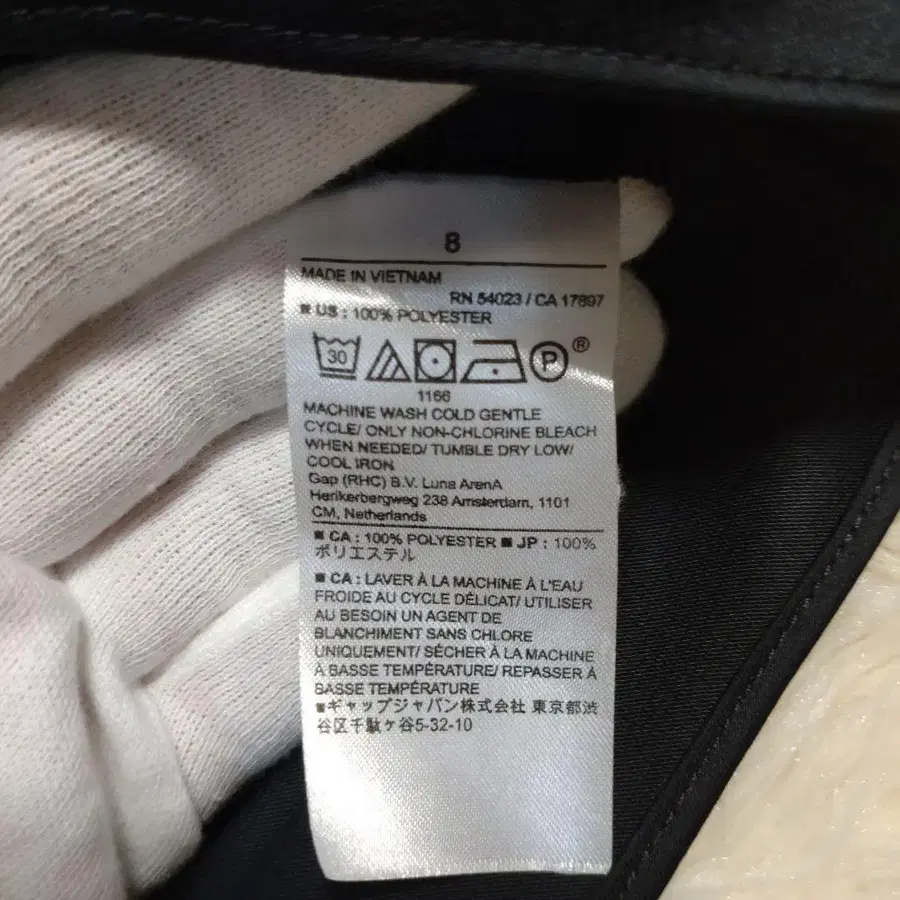 8
MADE IN VIETNAM
RN 54023 / CA 17897
■ US : 100% POLYESTER
30 P ®
1166
MACHINE WASH COLD GENTLE
CYCLE/ ONLY NON-CHLORINE BLEACH
WHEN NEEDED/ TUMBLE DRY LOW/
COOL IRON
Gap (RHC) B.V. Luna ArenA
Herikerbergweg 238 Amsterdam, 1101
CM, Netherlands
■ CA : 100% POLYESTER ■ JP : 100%
ポリエステル
■ CA : LAVER À LA MACHINE À L'EAU
FROIDE AU CYCLE DÉLICAT/ UTILISER
AU BESOIN UN AGENT DE
BLANCHIMENT SANS CHLORE
UNIQUEMENT/ SÉCHER À LA MACHINE
À BASSE TEMPÉRATURE/ REPASSER À
BASSE TEMPÉRATURE
■ギャップジャパン株式会社 東京都渋
谷区千駄ケ谷5-32-10